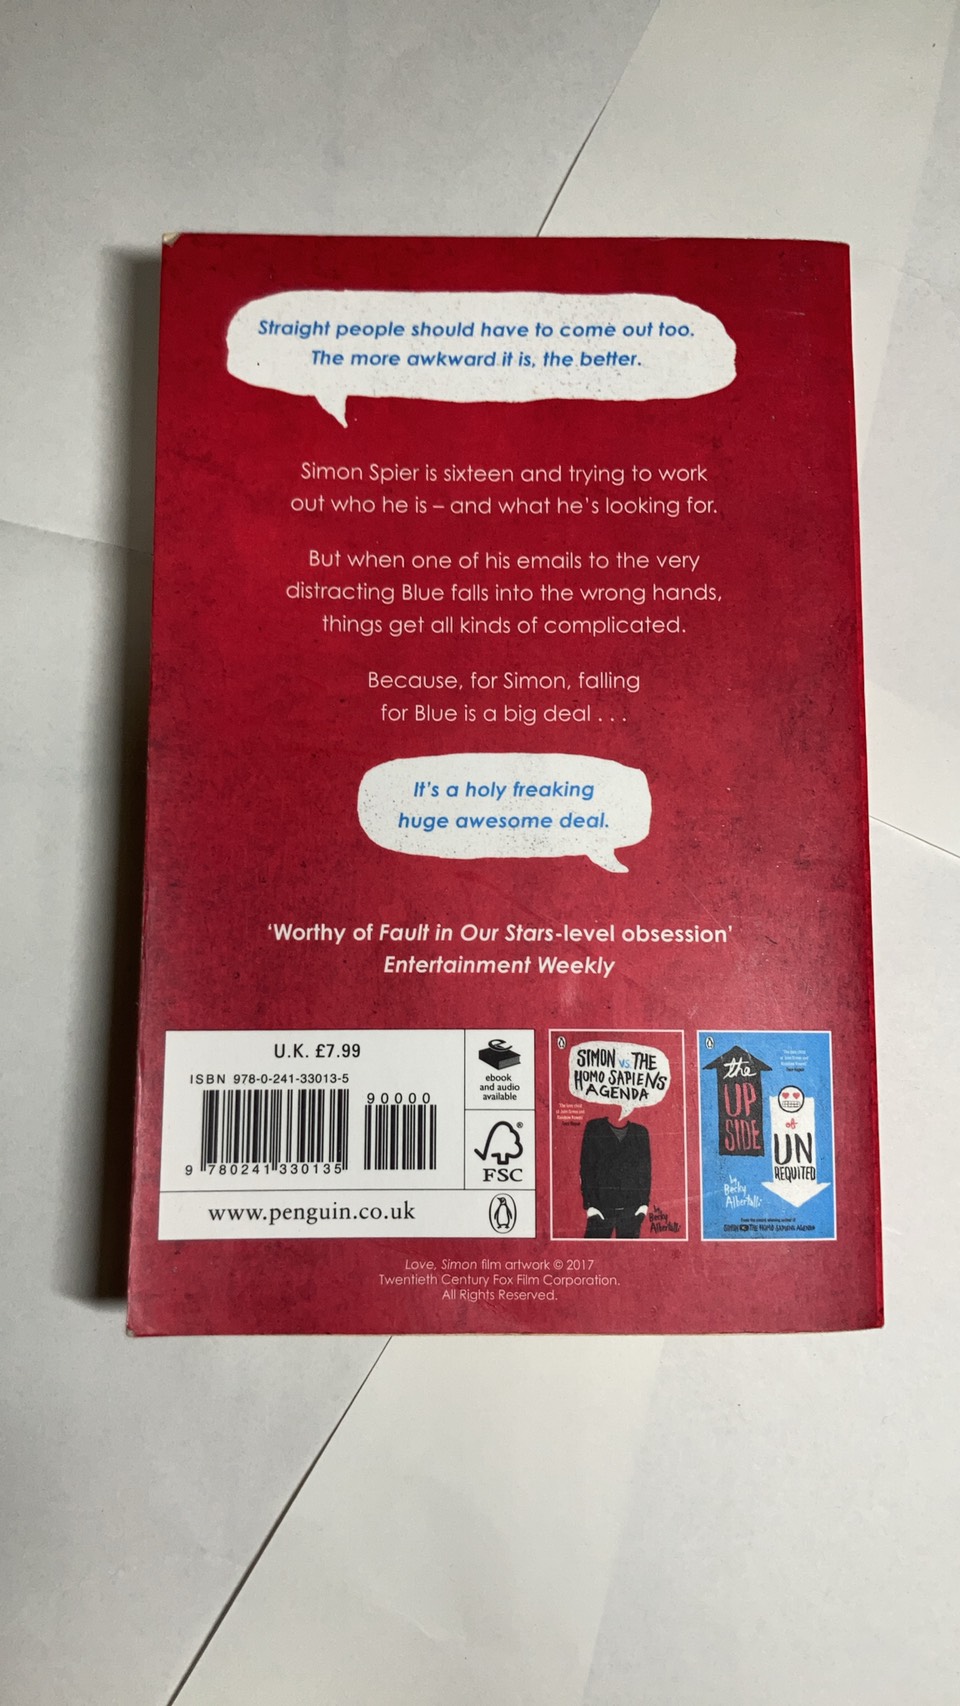 Straight people should have to come out too.
The more awkward it is, the better.
Simon Spier is sixteen and trying to work
out who he is – and what he's looking for.
But when one of his emails to the very
distracting Blue falls into the wrong hands,
things get all kinds of complicated.
Because, for Simon, falling
for Blue is a big deal . . .
It's a holy freaking
huge awesome deal.
'Worthy of Fault in Our Stars-level obsession'
Entertainment Weekly
U.K. £7.99
ISBN 978-0-241-33013-5
90000
9 780241 330135
www.penguin.co.uk
e
ebook
and audio
available
®
FSC
SIMON VS. THE
HOMO SAPIENS
AGENDA
by
Becky
Albertalli
the
UP
SIDE
of
UN
REQUITED
by
Becky
Albertalli
Love, Simon film artwork © 2017
Twentieth Century Fox Film Corporation.
All Rights Reserved.